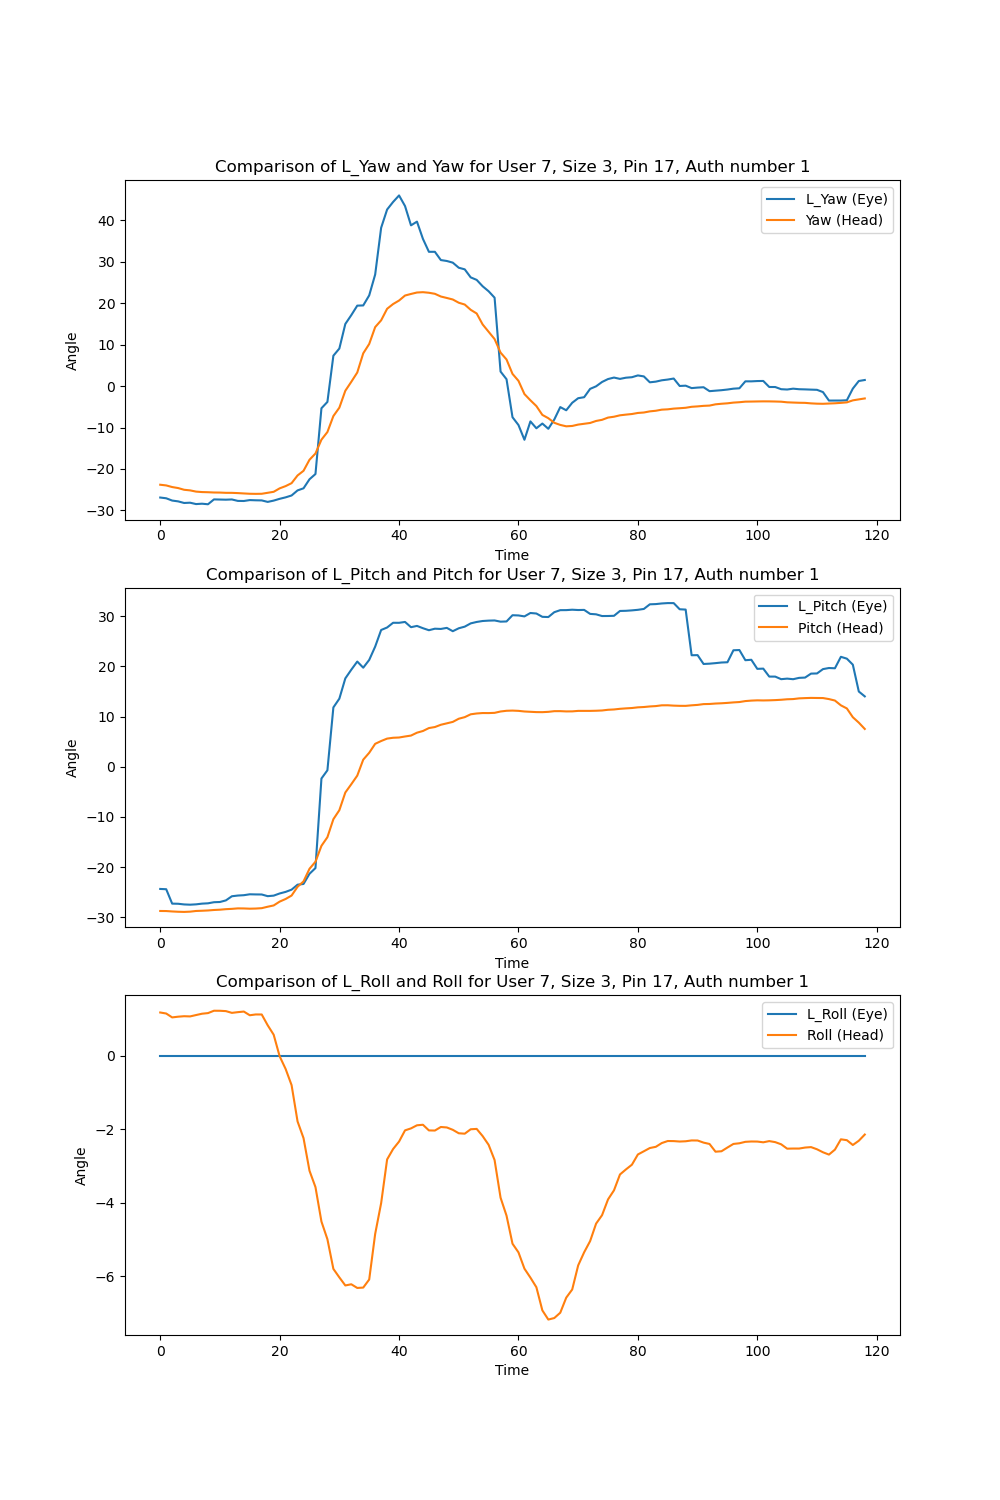 Comparison of L_Yaw and Yaw for User 7, Size 3, Pin 17, Auth number 1
L_Yaw (Eye)
Yaw (Head)
Angle
40
30
20
10
0
−10
−20
−30
0 20 40 60 80 100 120
Time
Comparison of L_Pitch and Pitch for User 7, Size 3, Pin 17, Auth number 1
L_Pitch (Eye)
Pitch (Head)
Angle
30
20
10
0
−10
−20
−30
0 20 40 60 80 100 120
Time
Comparison of L_Roll and Roll for User 7, Size 3, Pin 17, Auth number 1
L_Roll (Eye)
Roll (Head)
Angle
0
−2
−4
−6
0 20 40 60 80 100 120
Time